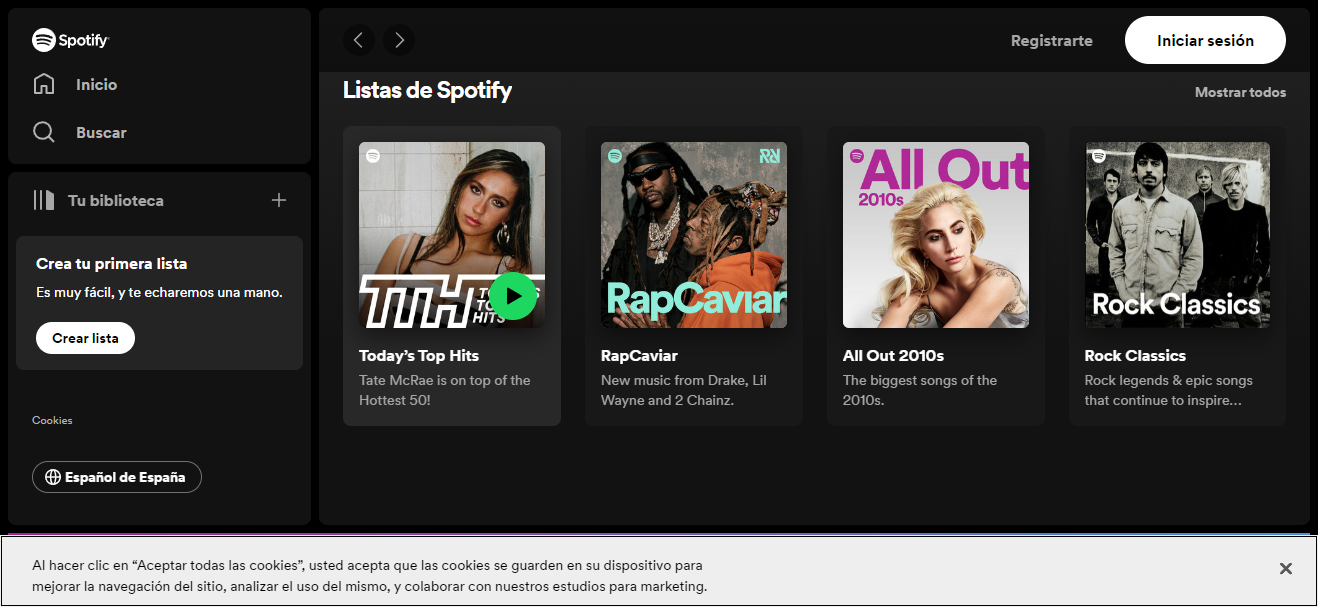 Spotify
Inicio
Buscar
Tu biblioteca
Crea tu primera lista
Es muy fácil, y te echaremos una mano.
Crear lista
Cookies
Español de España
Registrarte
Iniciar sesión
Listas de Spotify
Mostrar todos
TTH
HITS
Today’s Top Hits
Tate McRae is on top of the
Hottest 50!
RapCaviar
RapCaviar
New music from Drake, Lil
Wayne and 2 Chainz.
All Out
2010s
All Out 2010s
The biggest songs of the
2010s.
Rock Classics
Rock Classics
Rock legends & epic songs
that continue to inspire...
Al hacer clic en “Aceptar todas las cookies”, usted acepta que las cookies se guarden en su dispositivo para
mejorar la navegación del sitio, analizar el uso del mismo, y colaborar con nuestros estudios para marketing.